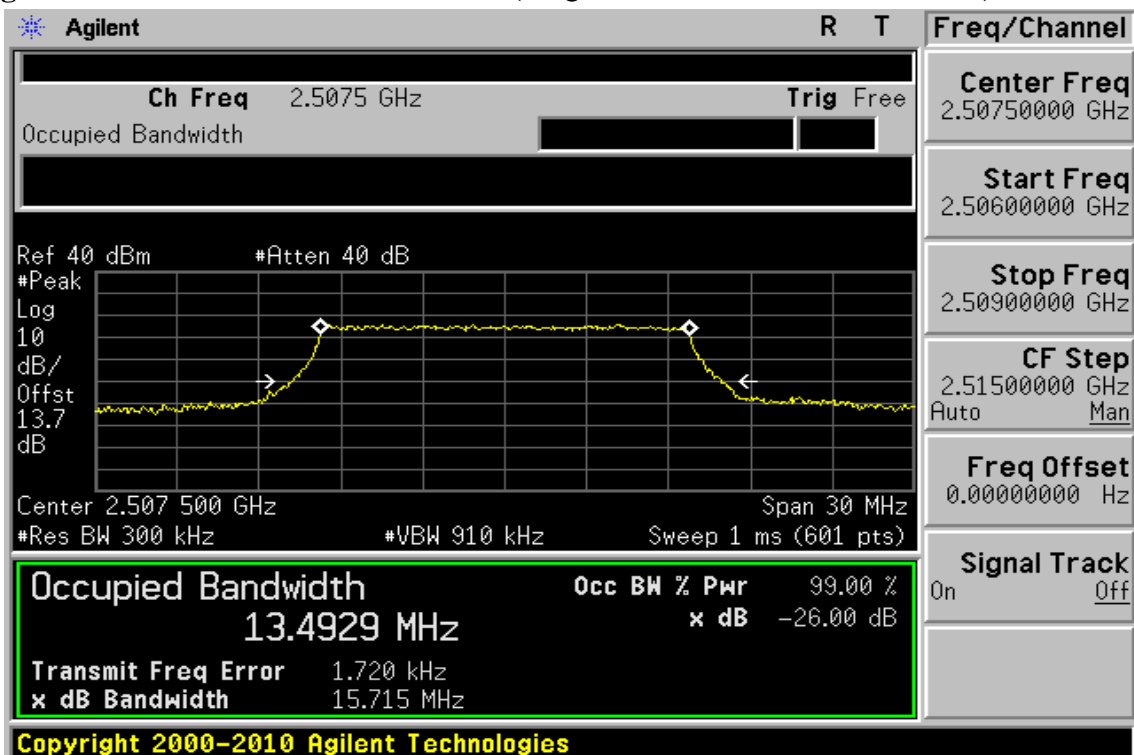 Agilent R T
Freq/Channel
Ch Freq 2.5075 GHz Trig Free
Occupied Bandwidth
Center Freq
2.50750000 GHz
Start Freq
2.50600000 GHz
Stop Freq
2.50900000 GHz
CF Step
2.51500000 GHz
Auto Man
Freq Offset
0.00000000 Hz
Signal Track
On Off
Ref 40 dBm #Atten 40 dB
#Peak
Log
10
dB/
Offst
13.7
dB
Center 2.507 500 GHz Span 30 MHz
#Res BW 300 kHz #VBW 910 kHz Sweep 1 ms (601 pts)
Occupied Bandwidth
13.4929 MHz
Occ BW % Pwr 99.00 %
x dB -26.00 dB
Transmit Freq Error 1.720 kHz
x dB Bandwidth 15.715 MHz
Copyright 2000-2010 Agilent Technologies